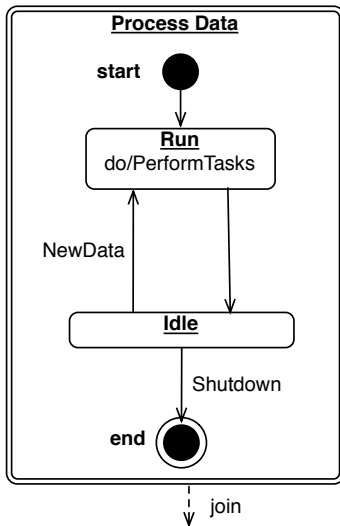 Process Data
start
Run
do/PerformTasks
NewData
Idle
Shutdown
end
join